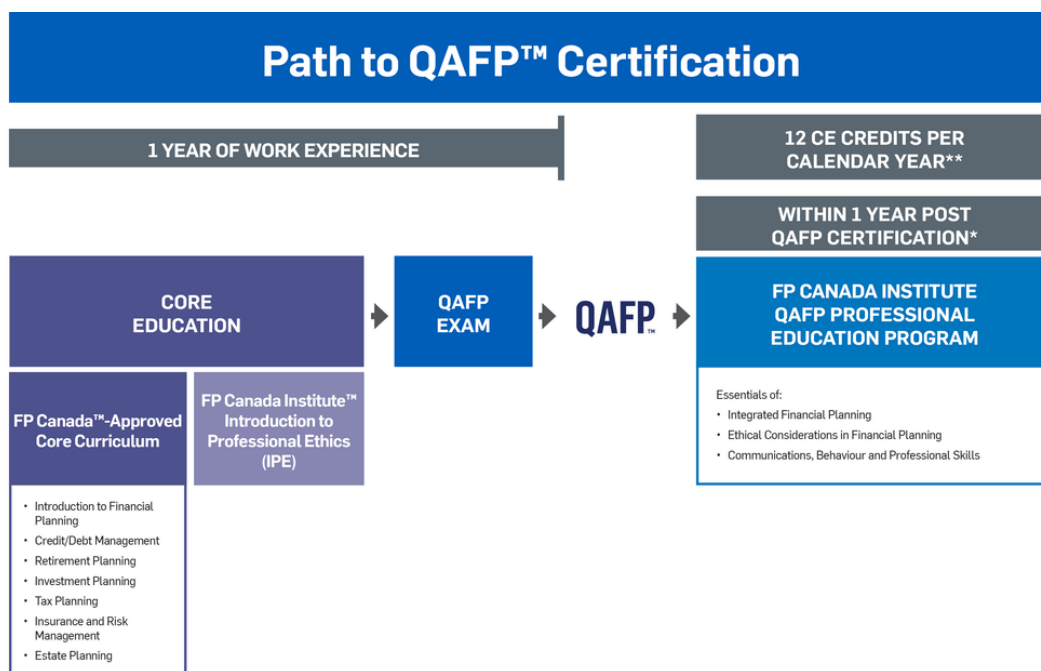 Path to QAFP™ Certification
1 YEAR OF WORK EXPERIENCE
12 CE CREDITS PER
CALENDAR YEAR**
WITHIN 1 YEAR POST
QAFP CERTIFICATION*
CORE
EDUCATION
QAFP
EXAM
QAFP™
FP CANADA INSTITUTE
QAFP PROFESSIONAL
EDUCATION PROGRAM
FP Canada™-Approved
Core Curriculum
FP Canada Institute™
Introduction to
Professional Ethics
(IPE)
Essentials of:
• Integrated Financial Planning
• Ethical Considerations in Financial Planning
• Communications, Behaviour and Professional Skills
• Introduction to Financial
Planning
• Credit/Debt Management
• Retirement Planning
• Investment Planning
• Tax Planning
• Insurance and Risk
Management
• Estate Planning